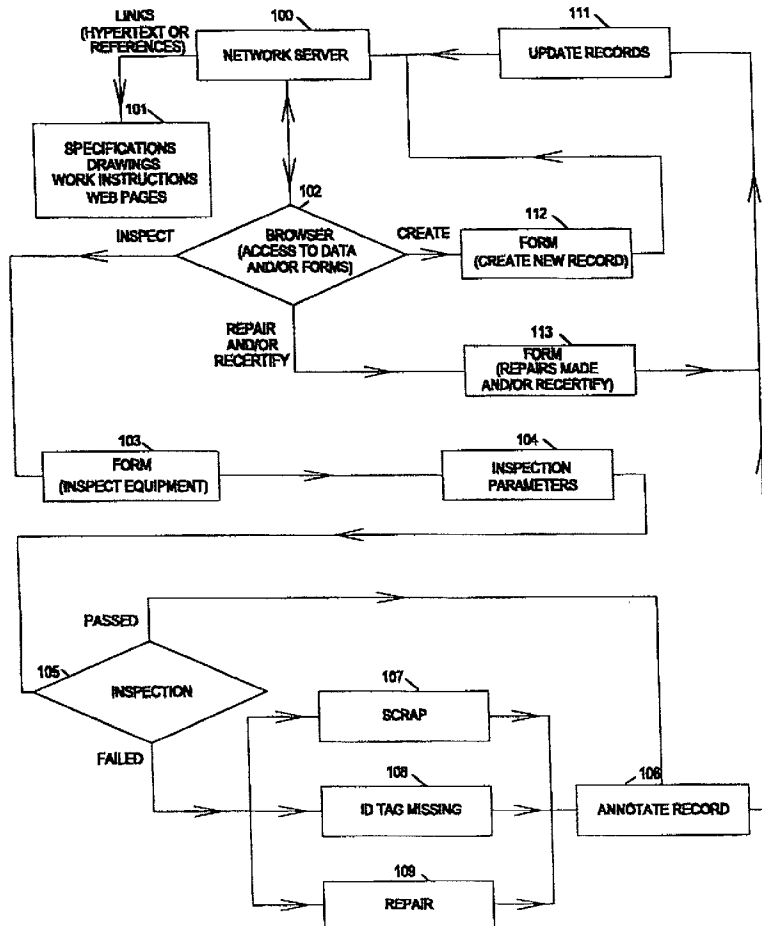 LINKS
(HYPERTEXT OR
REFERENCES)
100
NETWORK SERVER
111
UPDATE RECORDS
101
SPECIFICATIONS
DRAWINGS
WORK INSTRUCTIONS
WEB PAGES
102
BROWSER
(ACCESS TO DATA
AND/OR FORMS)
INSPECT
CREATE
112
FORM
(CREATE NEW RECORD)
REPAIR
AND/OR
RECERTIFY
113
FORM
(REPAIRS MADE
AND/OR RECERTIFY)
103
FORM
(INSPECT EQUIPMENT)
104
INSPECTION
PARAMETERS
PASSED
105
INSPECTION
FAILED
107
SCRAP
108
ID TAG MISSING
106
ANNOTATE RECORD
109
REPAIR